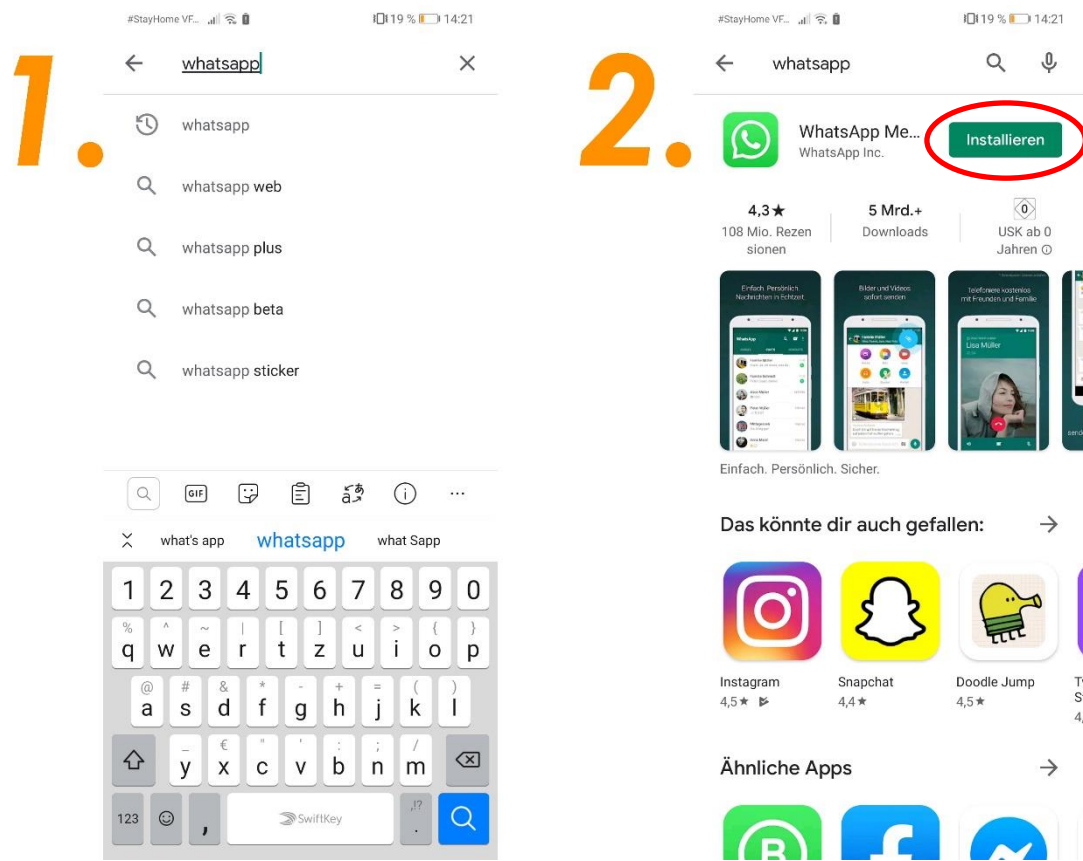 1.
#StayHome VF... 19 % 14:21
whatsapp
whatsapp
whatsapp web
whatsapp plus
whatsapp beta
whatsapp sticker
GIF
what's app whatsapp what Sapp
1 2 3 4 5 6 7 8 9 0
% ^ ~ | [ ] < > { }
q w e r t z u i o p
@ # & * - + = ( )
a s d f g h j k l
_ € " ' : ; /
y x c v b n m
123 , SwiftKey ,!? .
2.
#StayHome VF... 19 % 14:21
whatsapp
WhatsApp Me...
WhatsApp Inc.
Installieren
4,3★
108 Mio. Rezen
sionen
5 Mrd.+
Downloads
0
USK ab 0
Jahren
Einfach. Persönlich.
Nachrichten in Echtzeit.
WhatsApp
Bilder und Videos
sofort senden
Telefoniere kostenlos
mit Freunden und Familie
Lisa Müller
Einfach. Persönlich. Sicher.
Das könnte dir auch gefallen:
Instagram
4,5★
Snapchat
4,4★
Doodle Jump
4,5★
Ähnliche Apps
B
f